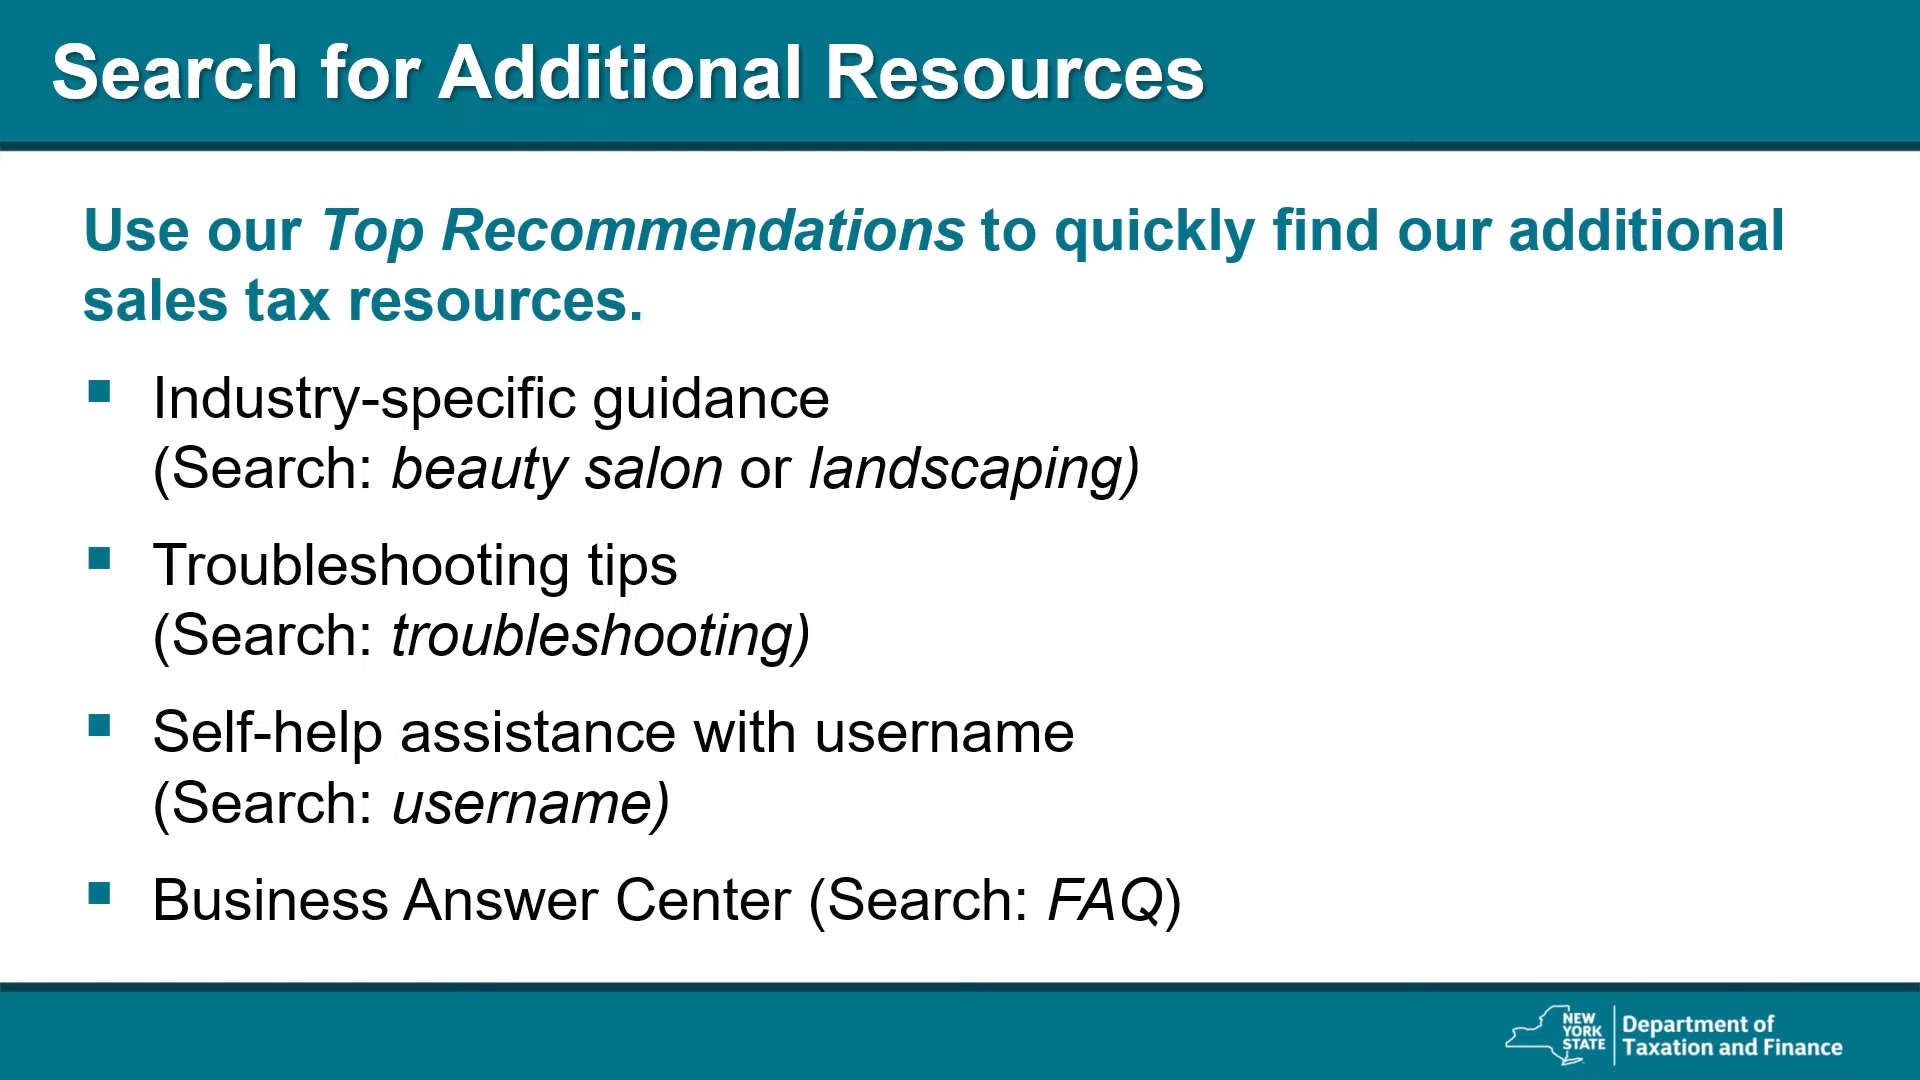 Search for Additional Resources
Use our Top Recommendations to quickly find our additional
sales tax resources.
Industry-specific guidance
(Search: beauty salon or landscaping)
Troubleshooting tips
(Search: troubleshooting)
Self-help assistance with username
(Search: username)
Business Answer Center (Search: FAQ)
NEW
YORK
STATE
Department of
Taxation and Finance